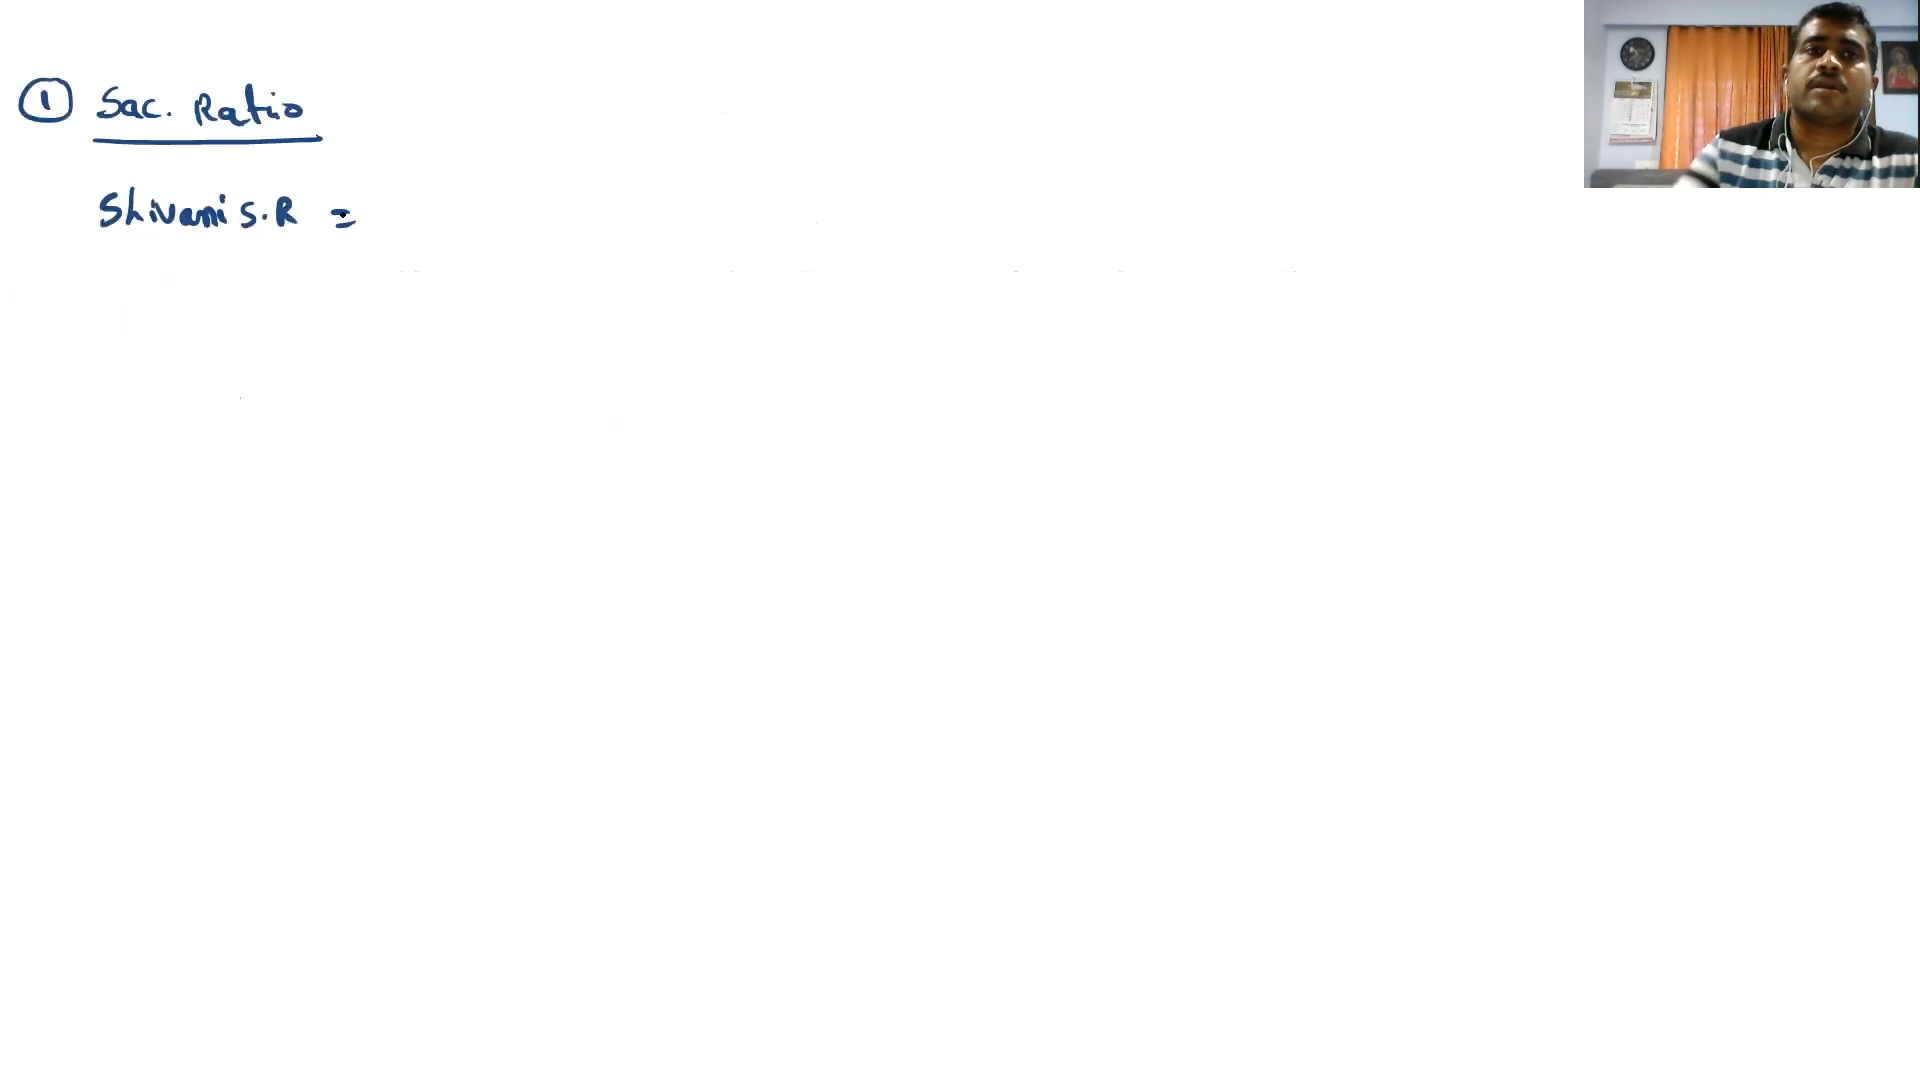 ① Sac. Ratio
Shivani S.R =